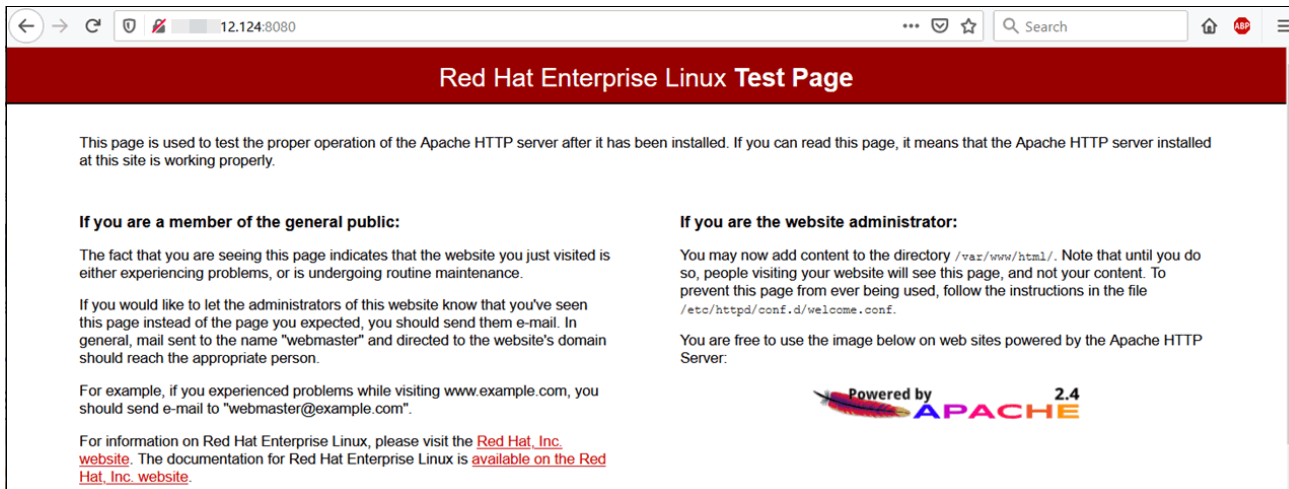 12.124:8080
Search
ABP
Red Hat Enterprise Linux Test Page
This page is used to test the proper operation of the Apache HTTP server after it has been installed. If you can read this page, it means that the Apache HTTP server installed
at this site is working properly.
If you are a member of the general public:
The fact that you are seeing this page indicates that the website you just visited is
either experiencing problems, or is undergoing routine maintenance.
If you would like to let the administrators of this website know that you've seen
this page instead of the page you expected, you should send them e-mail. In
general, mail sent to the name "webmaster" and directed to the website's domain
should reach the appropriate person.
For example, if you experienced problems while visiting www.example.com, you
should send e-mail to "webmaster@example.com".
For information on Red Hat Enterprise Linux, please visit the Red Hat, Inc.
website. The documentation for Red Hat Enterprise Linux is available on the Red
Hat, Inc. website.
If you are the website administrator:
You may now add content to the directory /var/www/html/. Note that until you do
so, people visiting your website will see this page, and not your content. To
prevent this page from ever being used, follow the instructions in the file
/etc/httpd/conf.d/welcome.conf.
You are free to use the image below on web sites powered by the Apache HTTP
Server:
Powered by 2.4
APACHE